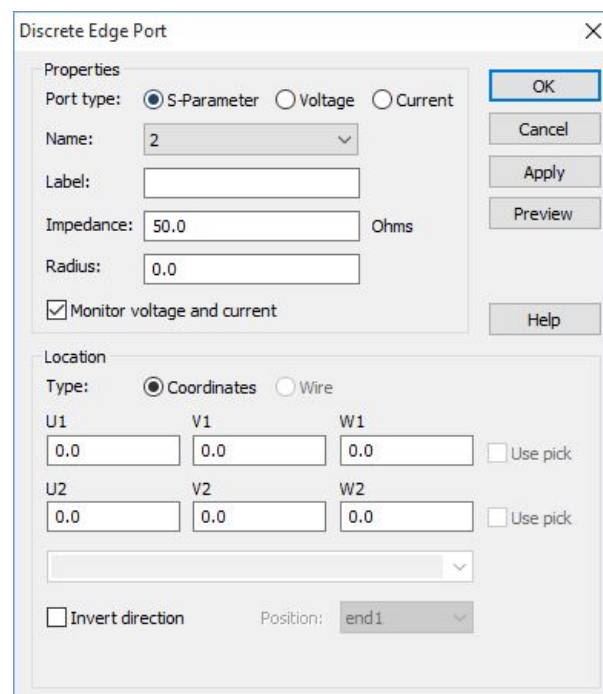 Discrete Edge Port
Properties
Port type: S-Parameter Voltage Current
OK
Name: 2
Cancel
Label:
Apply
Impedance: 50.0 Ohms
Preview
Radius: 0.0
Monitor voltage and current
Help
Location
Type: Coordinates Wire
U1 V1 W1
0.0 0.0 0.0 Use pick
U2 V2 W2
0.0 0.0 0.0 Use pick
Invert direction Position: end1